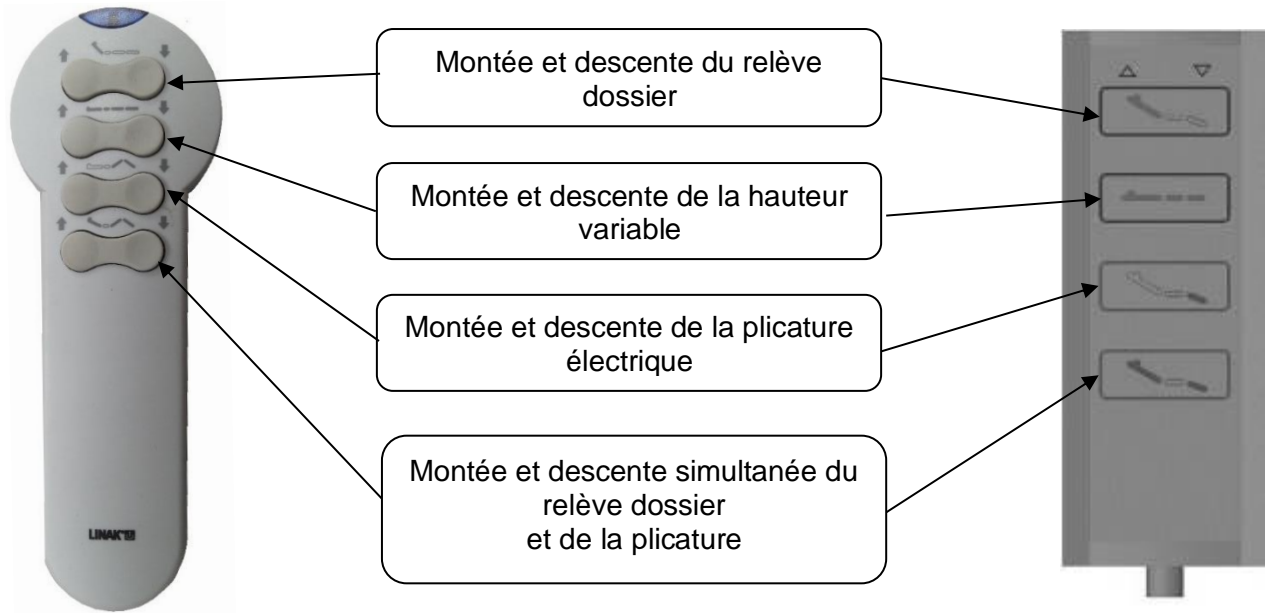 Montée et descente du relève
dossier
Montée et descente de la hauteur
variable
Montée et descente de la plicature
électrique
Montée et descente simultanée du
relève dossier
et de la plicature
LINAK